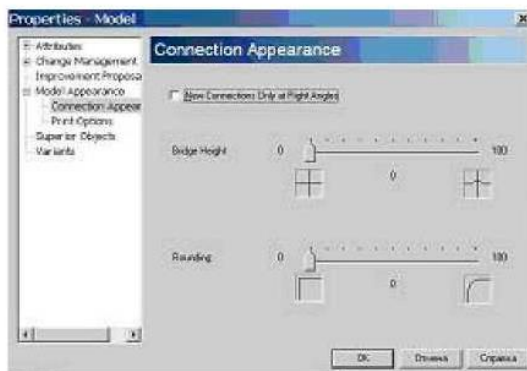 Properties - Model
Attributes
Change Management
Improvement Proposa
Model Appearance
Connection Appear
Print Options
Superior Objects
Variants
Connection Appearance
New Connections Only at Right Angles
Bridge Height 0 100
0
Rounding 0 100
0
OK Отмена Справка